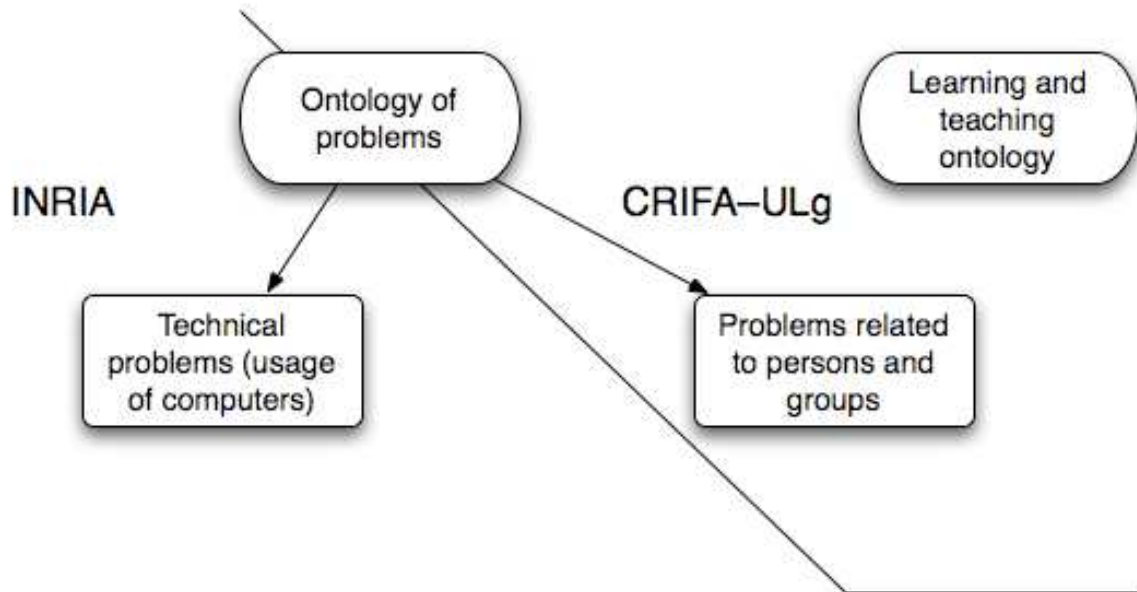 Ontology of
problems
Learning and
teaching
ontology
INRIA
CRIFA–ULg
Technical
problems (usage
of computers)
Problems related
to persons and
groups